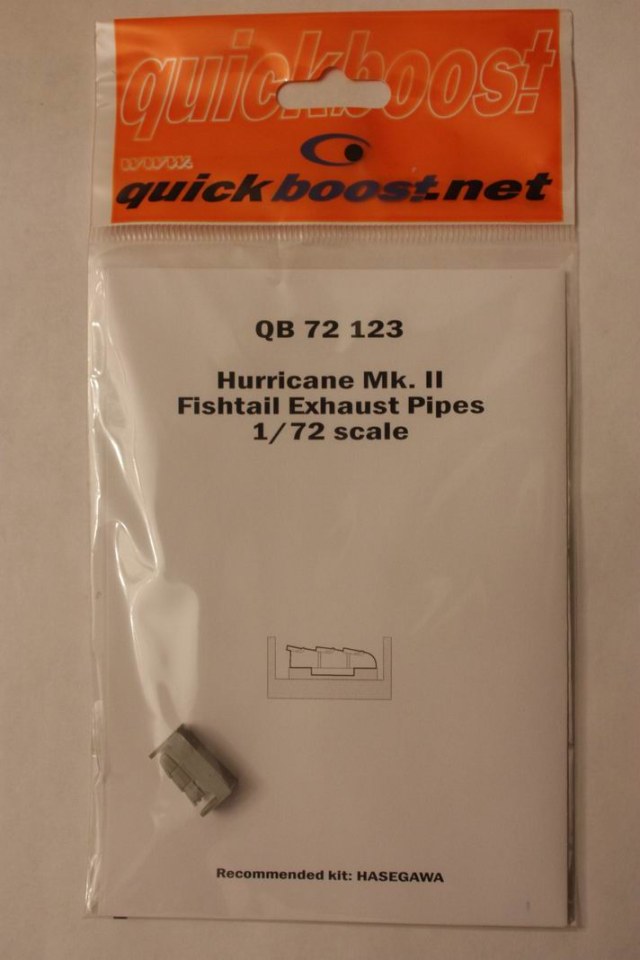 quickboost
www.
quickboost.net
QB 72 123
Hurricane Mk. II
Fishtail Exhaust Pipes
1/72 scale
Recommended kit: HASEGAWA